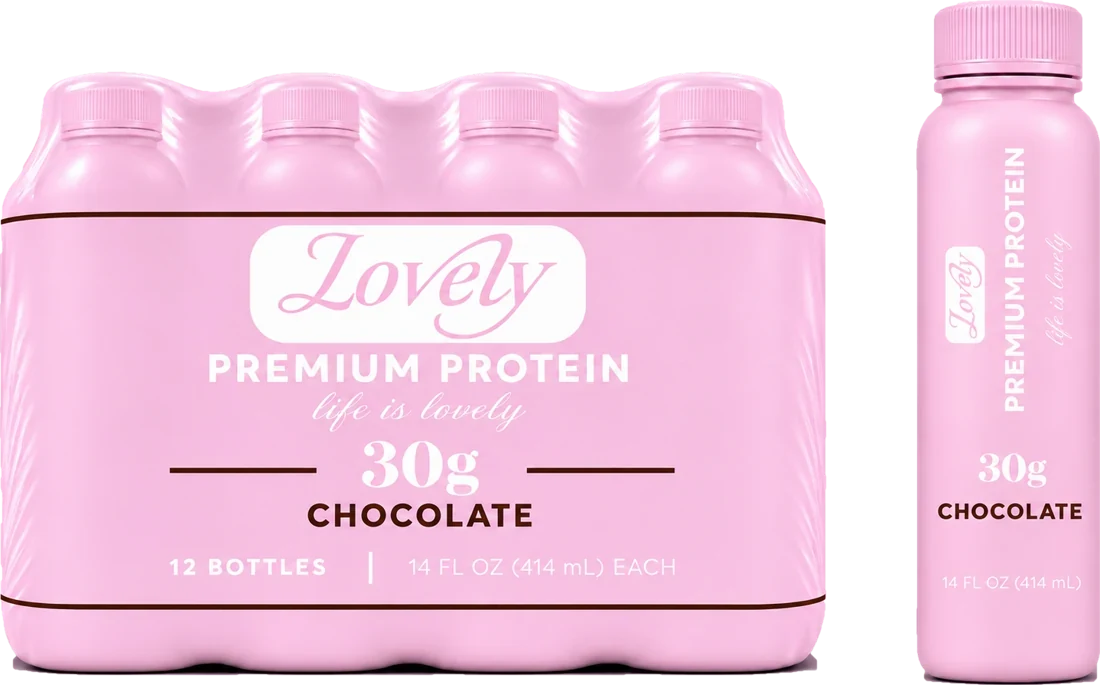 Lovely
PREMIUM PROTEIN
life is lovely
30g
CHOCOLATE
12 BOTTLES | 14 FL OZ (414 mL) EACH
Lovely
PREMIUM PROTEIN
life is lovely
30g
CHOCOLATE
14 FL OZ (414 mL)